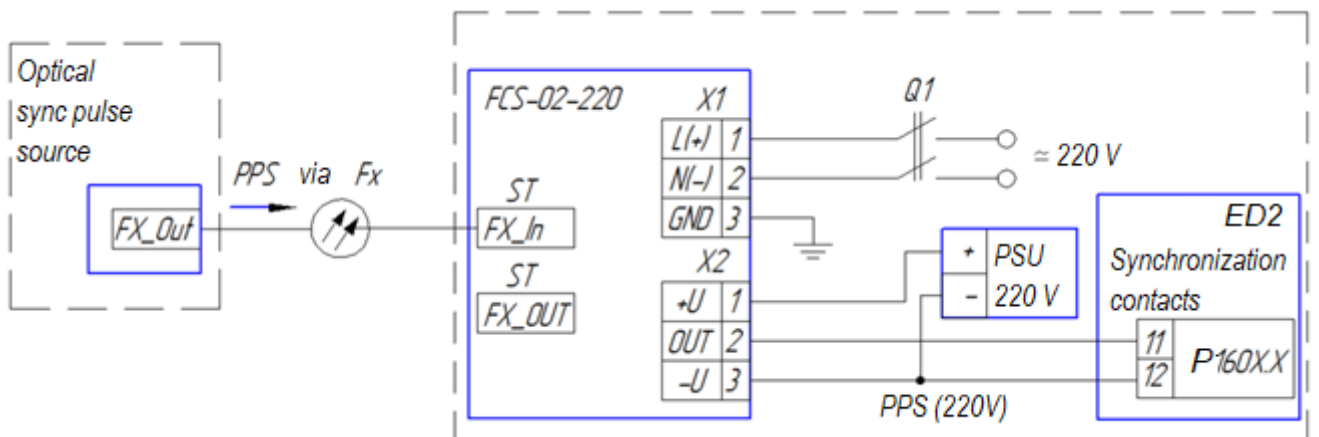 Optical
sync pulse
source
FX_Out
PPS via Fx
FCS-02-220
ST
FX_In
ST
FX_OUT
X1
L(+) 1
N(-) 2
GND 3
X2
+U 1
OUT 2
-U 3
Q1
≃ 220 V
+ PSU
- 220 V
PPS (220V)
ED2
Synchronization
contacts
11
12
P160X.X